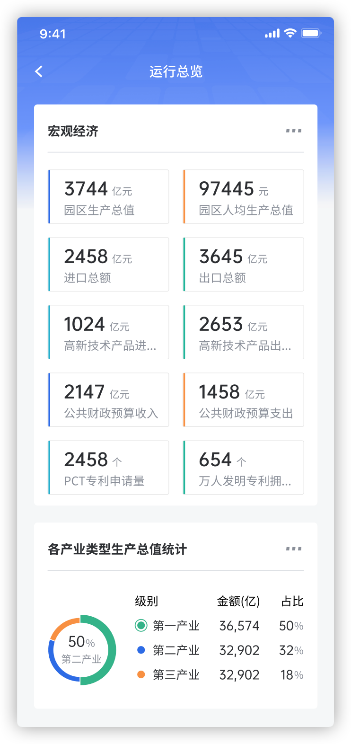 9:41
运行总览
宏观经济
3744 亿元
园区生产总值
97445 元
园区人均生产总值
2458 亿元
进口总额
3645 亿元
出口总额
1024 亿元
高新技术产品进...
2653 亿元
高新技术产品出...
2147 亿元
公共财政预算收入
1458 亿元
公共财政预算支出
2458 个
PCT专利申请量
654 个
万人发明专利拥...
各产业类型生产总值统计
50%
第二产业
级别 金额(亿) 占比
第一产业 36,574 50%
第二产业 32,902 32%
第三产业 32,902 18%